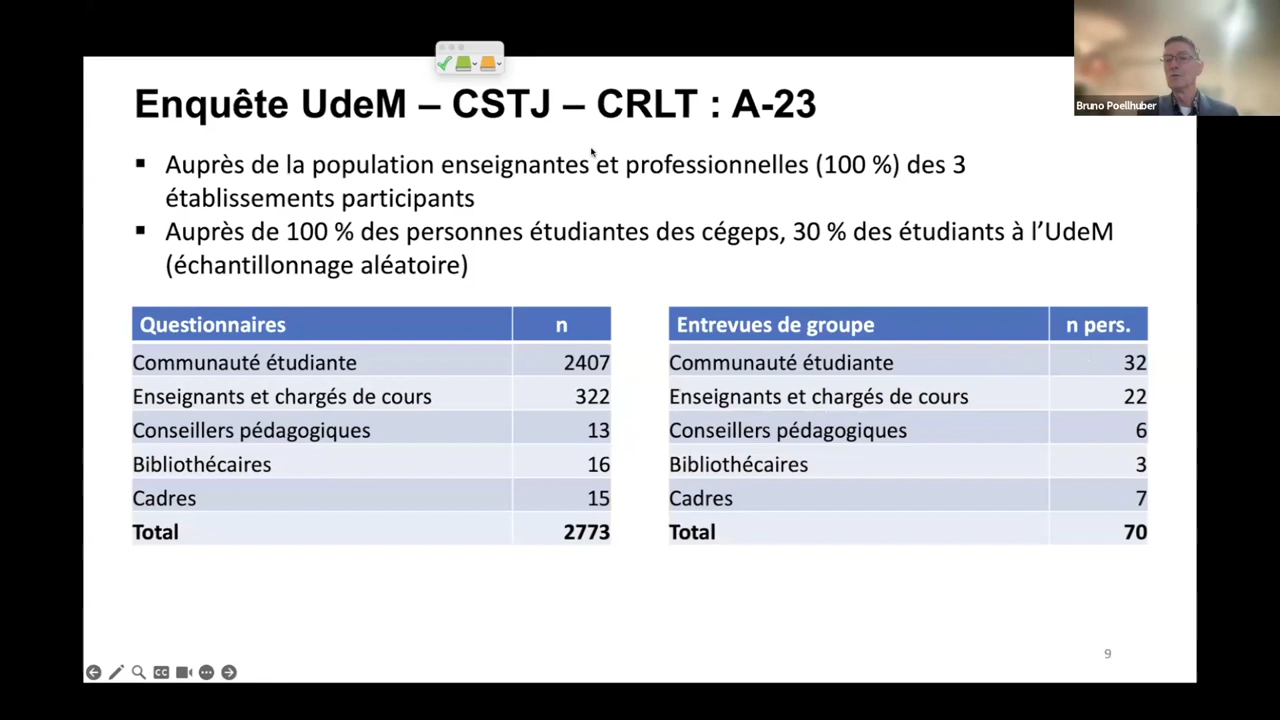 Bruno Poellhuber
Enquête UdeM – CSTJ – CRLT : A-23
▪ Auprès de la population enseignantes et professionnelles (100 %) des 3
établissements participants
▪ Auprès de 100 % des personnes étudiantes des cégeps, 30 % des étudiants à l’UdeM
(échantillonnage aléatoire)
Questionnaires n
Communauté étudiante 2407
Enseignants et chargés de cours 322
Conseillers pédagogiques 13
Bibliothécaires 16
Cadres 15
Total 2773
Entrevues de groupe n pers.
Communauté étudiante 32
Enseignants et chargés de cours 22
Conseillers pédagogiques 6
Bibliothécaires 3
Cadres 7
Total 70
9
CC